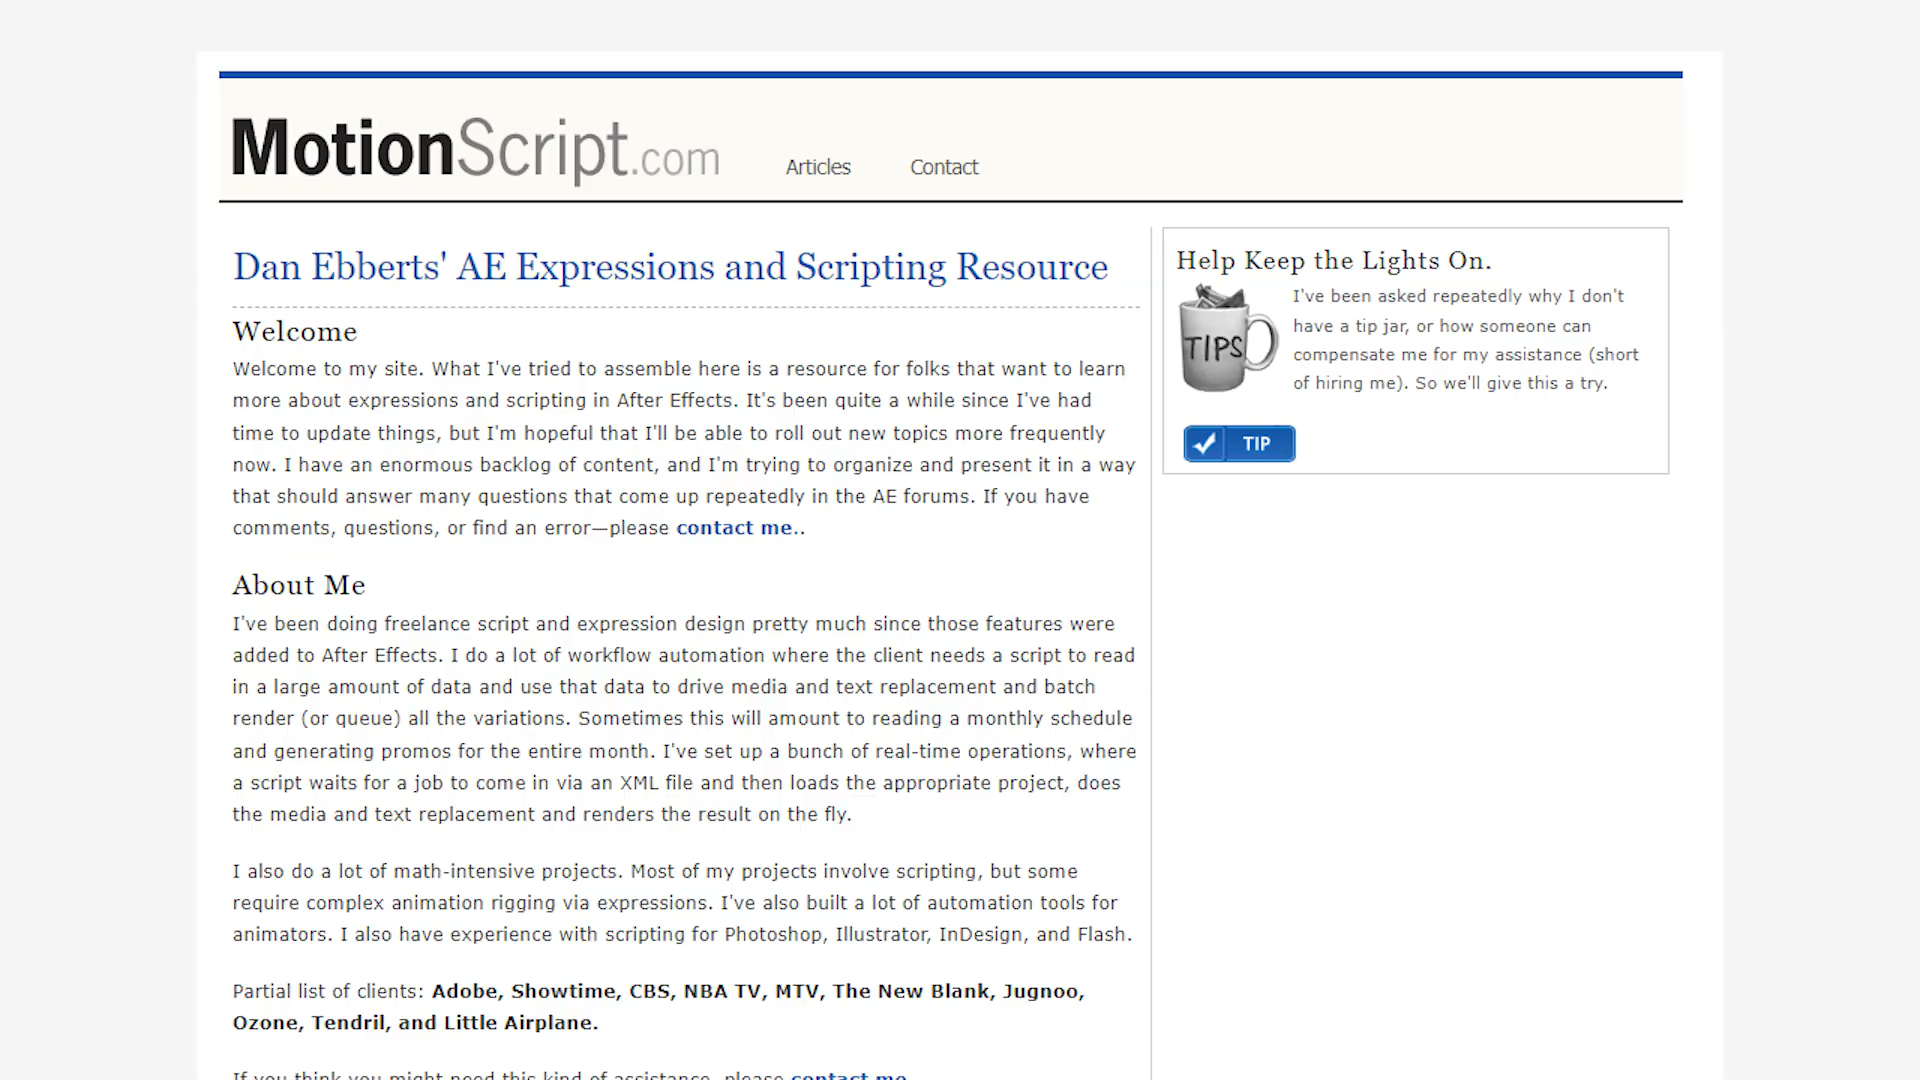 MotionScript.com
Articles
Contact
Dan Ebberts' AE Expressions and Scripting Resource
Welcome
Welcome to my site. What I've tried to assemble here is a resource for folks that want to learn
more about expressions and scripting in After Effects. It's been quite a while since I've had
time to update things, but I'm hopeful that I'll be able to roll out new topics more frequently
now. I have an enormous backlog of content, and I'm trying to organize and present it in a way
that should answer many questions that come up repeatedly in the AE forums. If you have
comments, questions, or find an error—please contact me..
About Me
I've been doing freelance script and expression design pretty much since those features were
added to After Effects. I do a lot of workflow automation where the client needs a script to read
in a large amount of data and use that data to drive media and text replacement and batch
render (or queue) all the variations. Sometimes this will amount to reading a monthly schedule
and generating promos for the entire month. I've set up a bunch of real-time operations, where
a script waits for a job to come in via an XML file and then loads the appropriate project, does
the media and text replacement and renders the result on the fly.
I also do a lot of math-intensive projects. Most of my projects involve scripting, but some
require complex animation rigging via expressions. I've also built a lot of automation tools for
animators. I also have experience with scripting for Photoshop, Illustrator, InDesign, and Flash.
Partial list of clients: Adobe, Showtime, CBS, NBA TV, MTV, The New Blank, Jugnoo,
Ozone, Tendril, and Little Airplane.
If you think you might need this kind of assistance, please contact me
Help Keep the Lights On.
TIPS
I've been asked repeatedly why I don't
have a tip jar, or how someone can
compensate me for my assistance (short
of hiring me). So we'll give this a try.
TIP